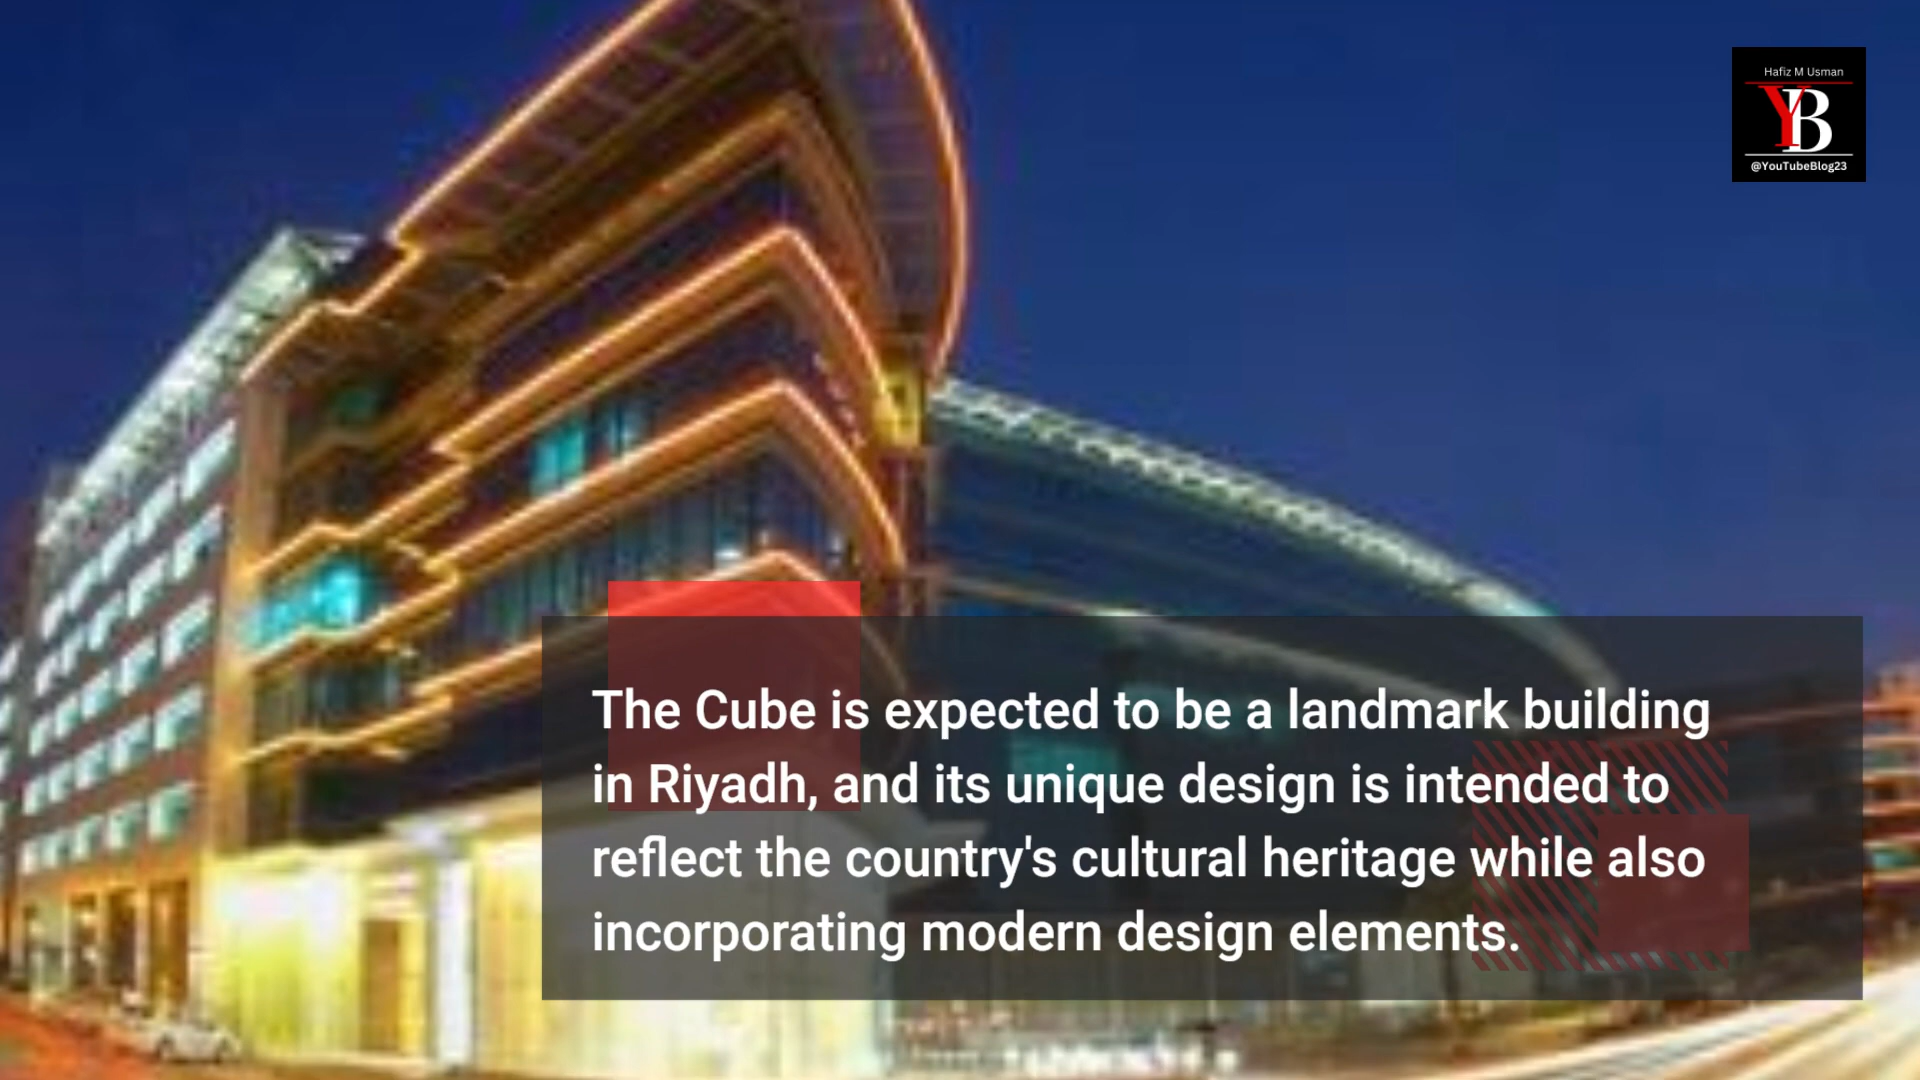 Hafiz M Usman
YB
@YouTubeBlog23
The Cube is expected to be a landmark building
in Riyadh, and its unique design is intended to
reflect the country's cultural heritage while also
incorporating modern design elements.